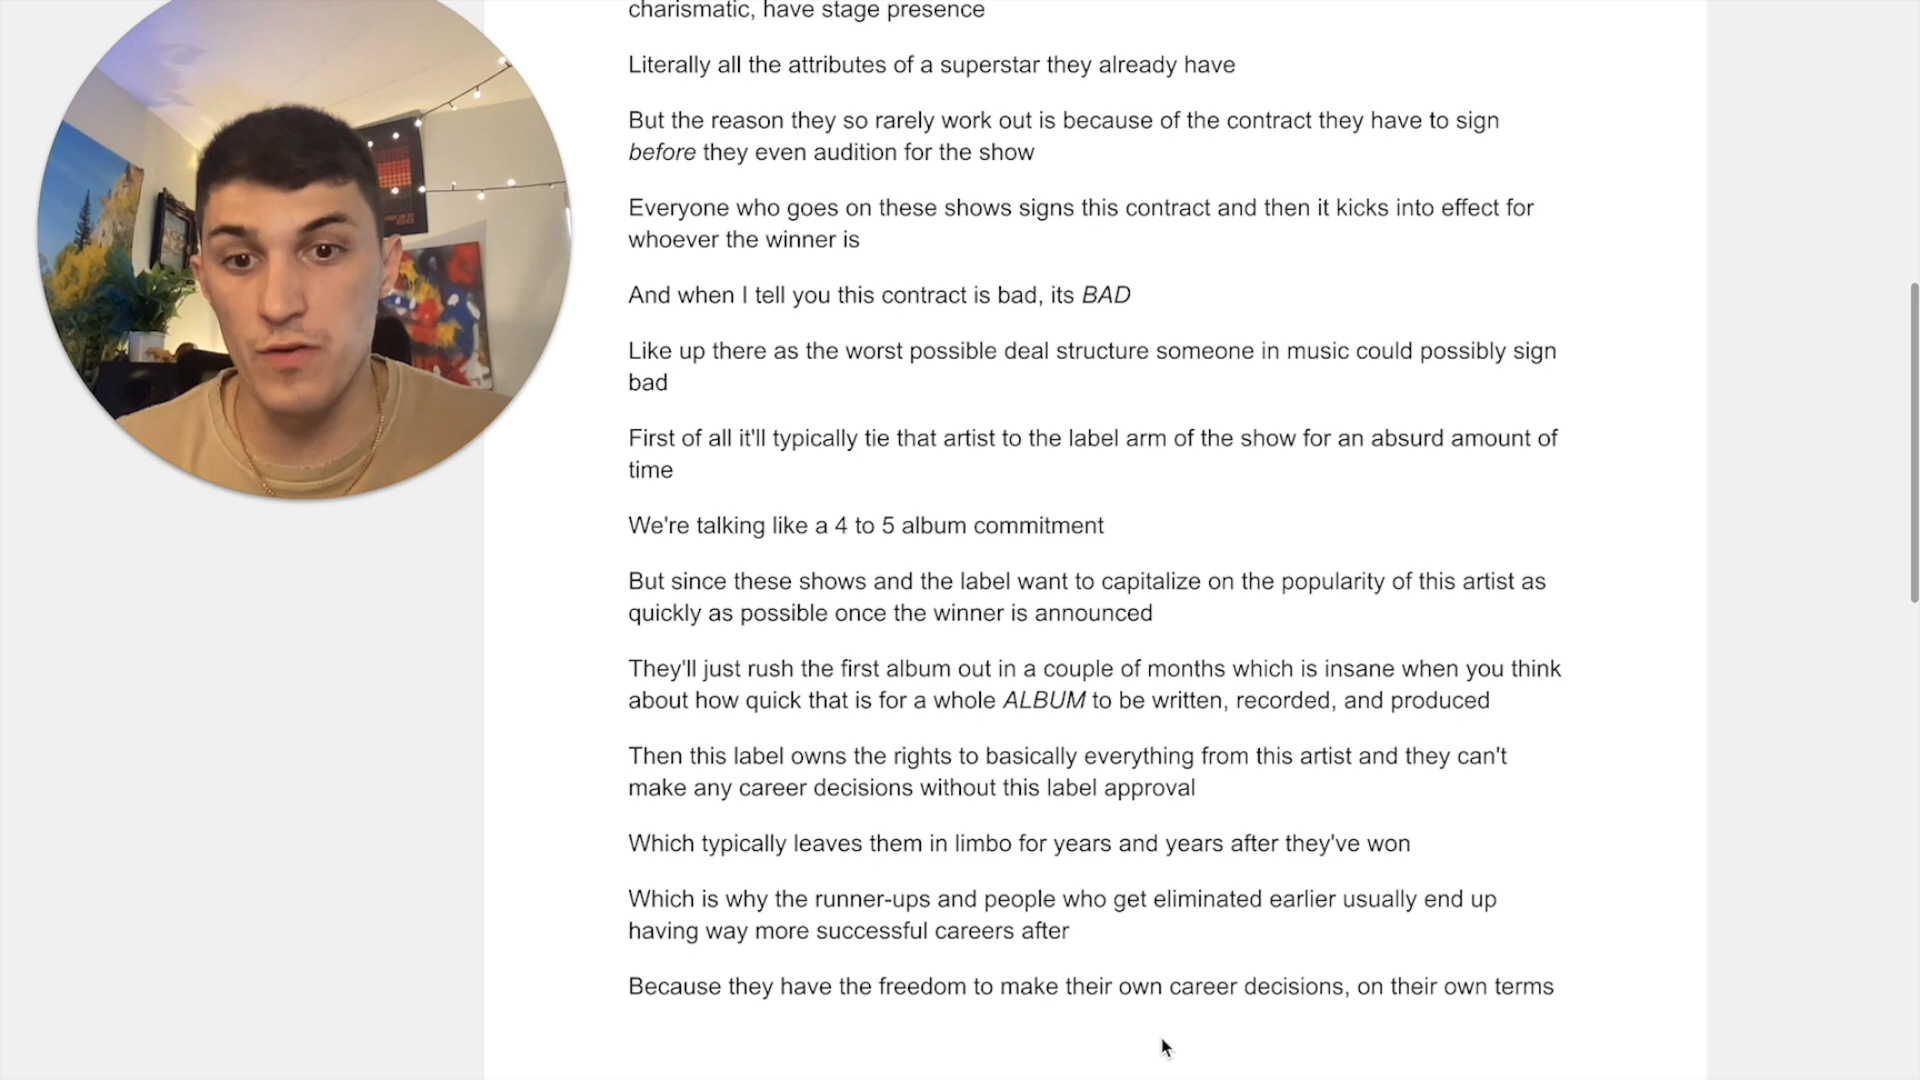 charismatic, have stage presence
Literally all the attributes of a superstar they already have
But the reason they so rarely work out is because of the contract they have to sign
before they even audition for the show
Everyone who goes on these shows signs this contract and then it kicks into effect for
whoever the winner is
And when I tell you this contract is bad, its BAD
Like up there as the worst possible deal structure someone in music could possibly sign
bad
First of all it'll typically tie that artist to the label arm of the show for an absurd amount of
time
We're talking like a 4 to 5 album commitment
But since these shows and the label want to capitalize on the popularity of this artist as
quickly as possible once the winner is announced
They'll just rush the first album out in a couple of months which is insane when you think
about how quick that is for a whole ALBUM to be written, recorded, and produced
Then this label owns the rights to basically everything from this artist and they can't
make any career decisions without this label approval
Which typically leaves them in limbo for years and years after they've won
Which is why the runner-ups and people who get eliminated earlier usually end up
having way more successful careers after
Because they have the freedom to make their own career decisions, on their own terms